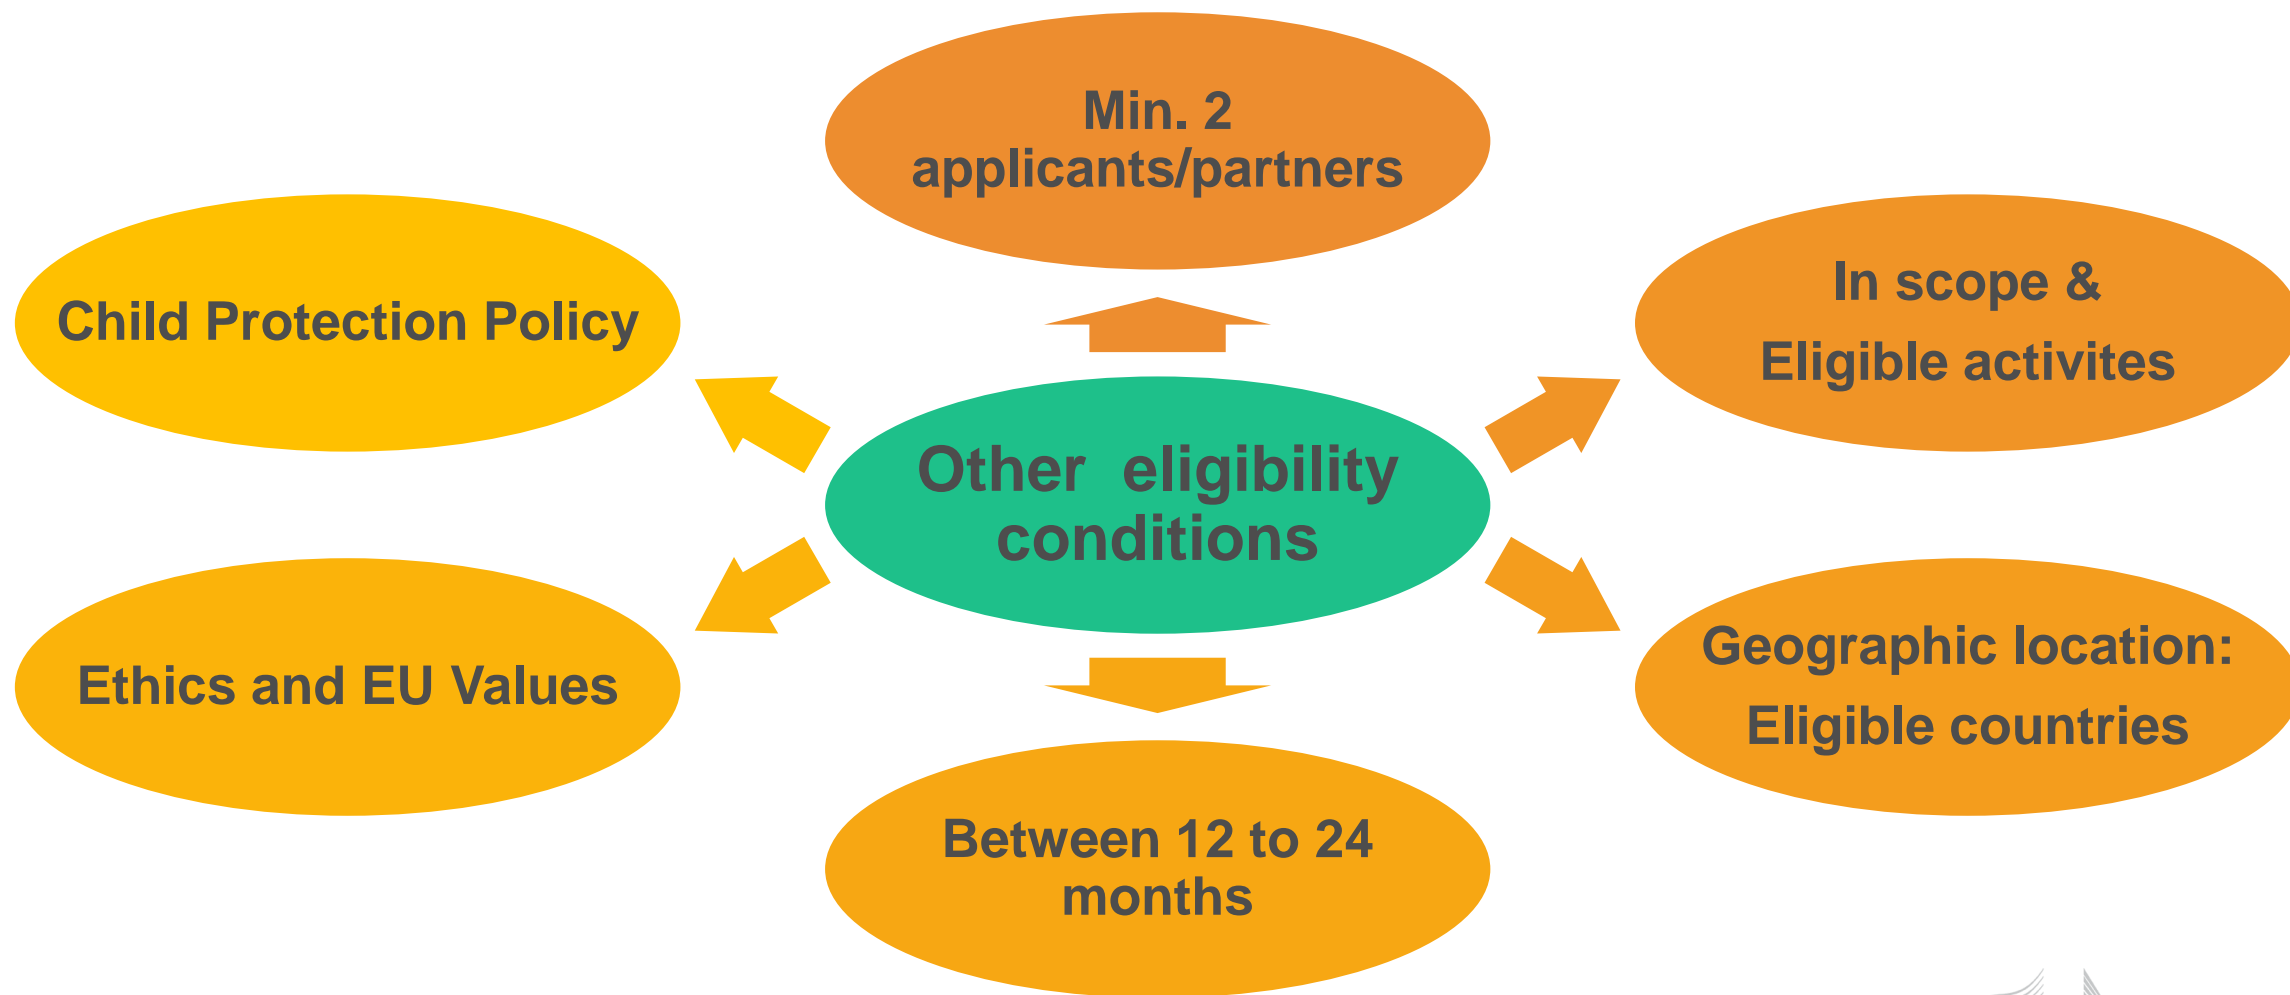 Min. 2
applicants/partners
Child Protection Policy
In scope &
Eligible activites
Other  eligibility
conditions
Ethics and EU Values
Geographic location:
Eligible countries
Between 12 to 24
months